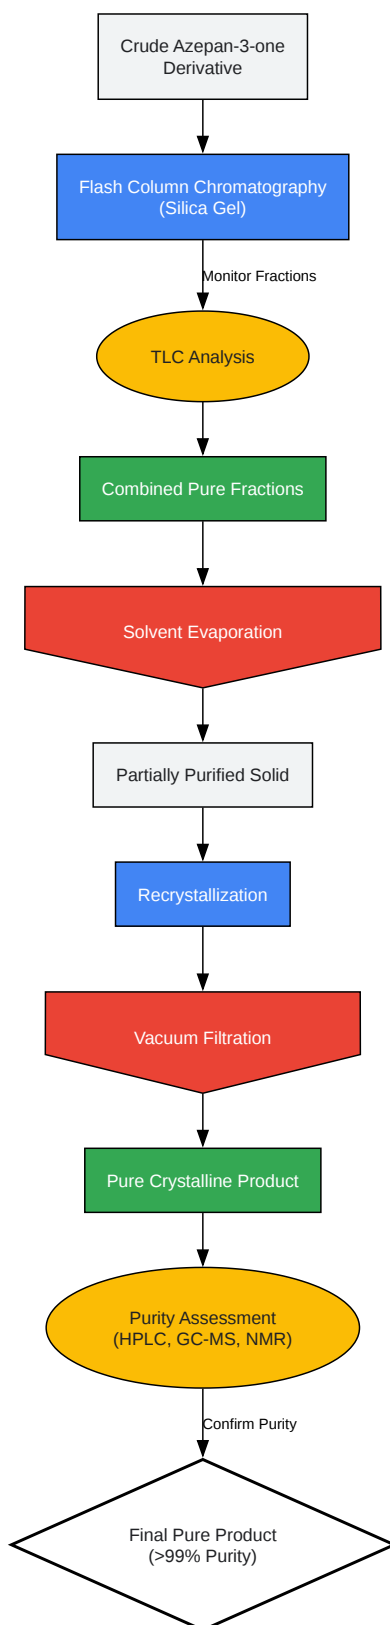 Crude Azepan-3-one
Derivative
Flash Column Chromatography
(Silica Gel)
Monitor Fractions
TLC Analysis
Combined Pure Fractions
Solvent Evaporation
Partially Purified Solid
Recrystallization
Vacuum Filtration
Pure Crystalline Product
Purity Assessment
(HPLC, GC-MS, NMR)
Confirm Purity
Final Pure Product
(>99% Purity)